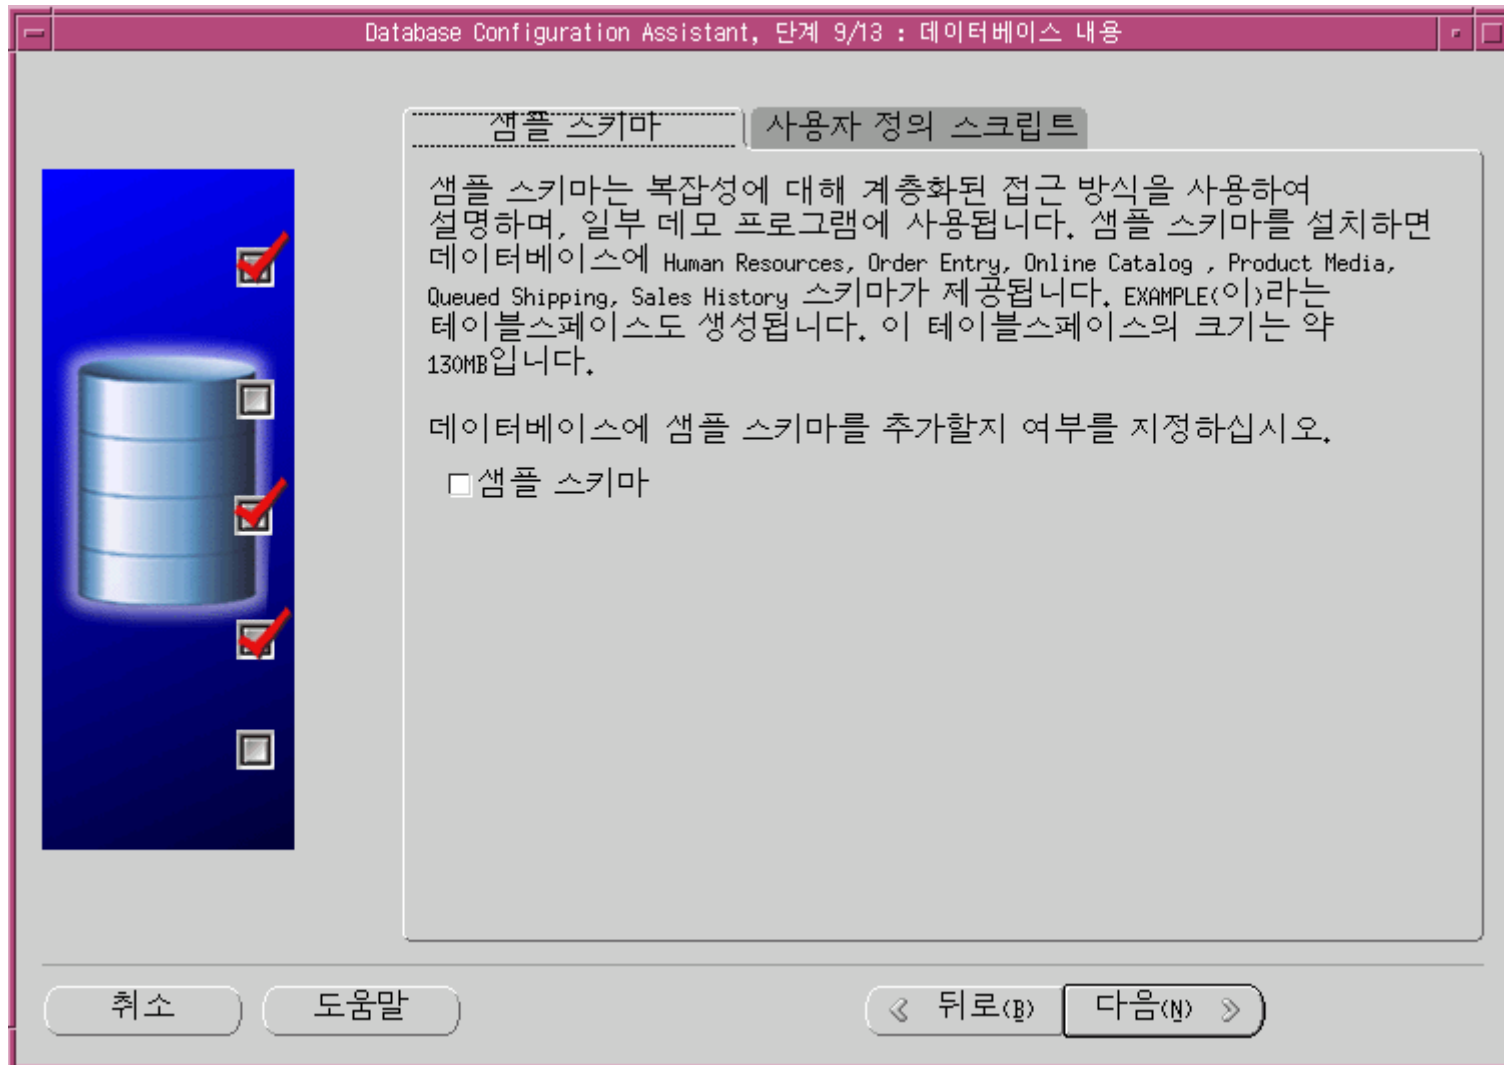 Database Configuration Assistant, 단계 9/13 : 데이터베이스 내용
샘플 스키마
사용자 정의 스크립트
샘플 스키마는 복잡성에 대해 계층화된 접근 방식을 사용하여
설명하며, 일부 데모 프로그램에 사용됩니다. 샘플 스키마를 설치하면
데이터베이스에 Human Resources, Order Entry, Online Catalog , Product Media,
Queued Shipping, Sales History 스키마가 제공됩니다. EXAMPLE(이)라는
테이블스페이스도 생성됩니다. 이 테이블스페이스의 크기는 약
130MB입니다.
데이터베이스에 샘플 스키마를 추가할지 여부를 지정하십시오.
샘플 스키마
취소
도움말
뒤로(B)
다음(N)